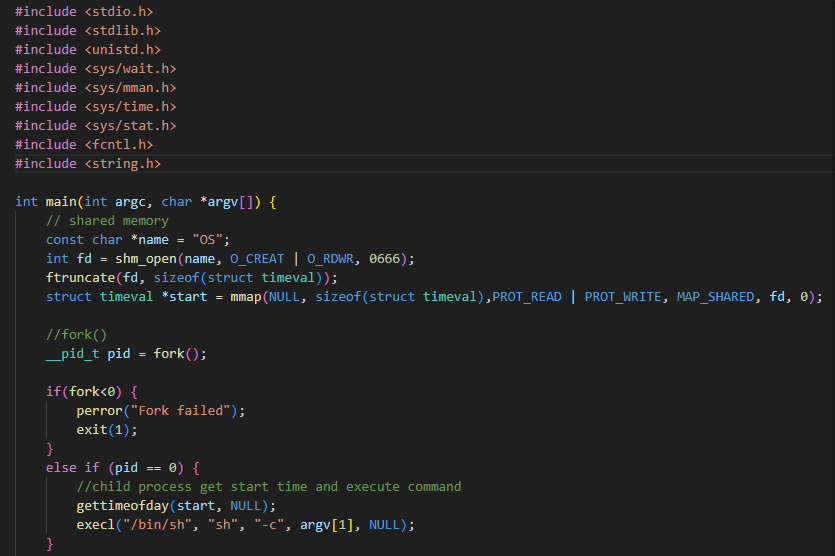 #include <stdio.h>
#include <stdlib.h>
#include <unistd.h>
#include <sys/wait.h>
#include <sys/mman.h>
#include <sys/time.h>
#include <sys/stat.h>
#include <fcntl.h>
#include <string.h>
int main(int argc, char *argv[]) {
// shared memory
const char *name = "OS";
int fd = shm_open(name, O_CREAT | O_RDWR, 0666);
ftruncate(fd, sizeof(struct timeval));
struct timeval *start = mmap(NULL, sizeof(struct timeval),PROT_READ | PROT_WRITE, MAP_SHARED, fd, 0);
//fork()
__pid_t pid = fork();
if(fork<0) {
perror("Fork failed");
exit(1);
}
else if (pid == 0) {
//child process get start time and execute command
gettimeofday(start, NULL);
execl("/bin/sh", "sh", "-c", argv[1], NULL);
}